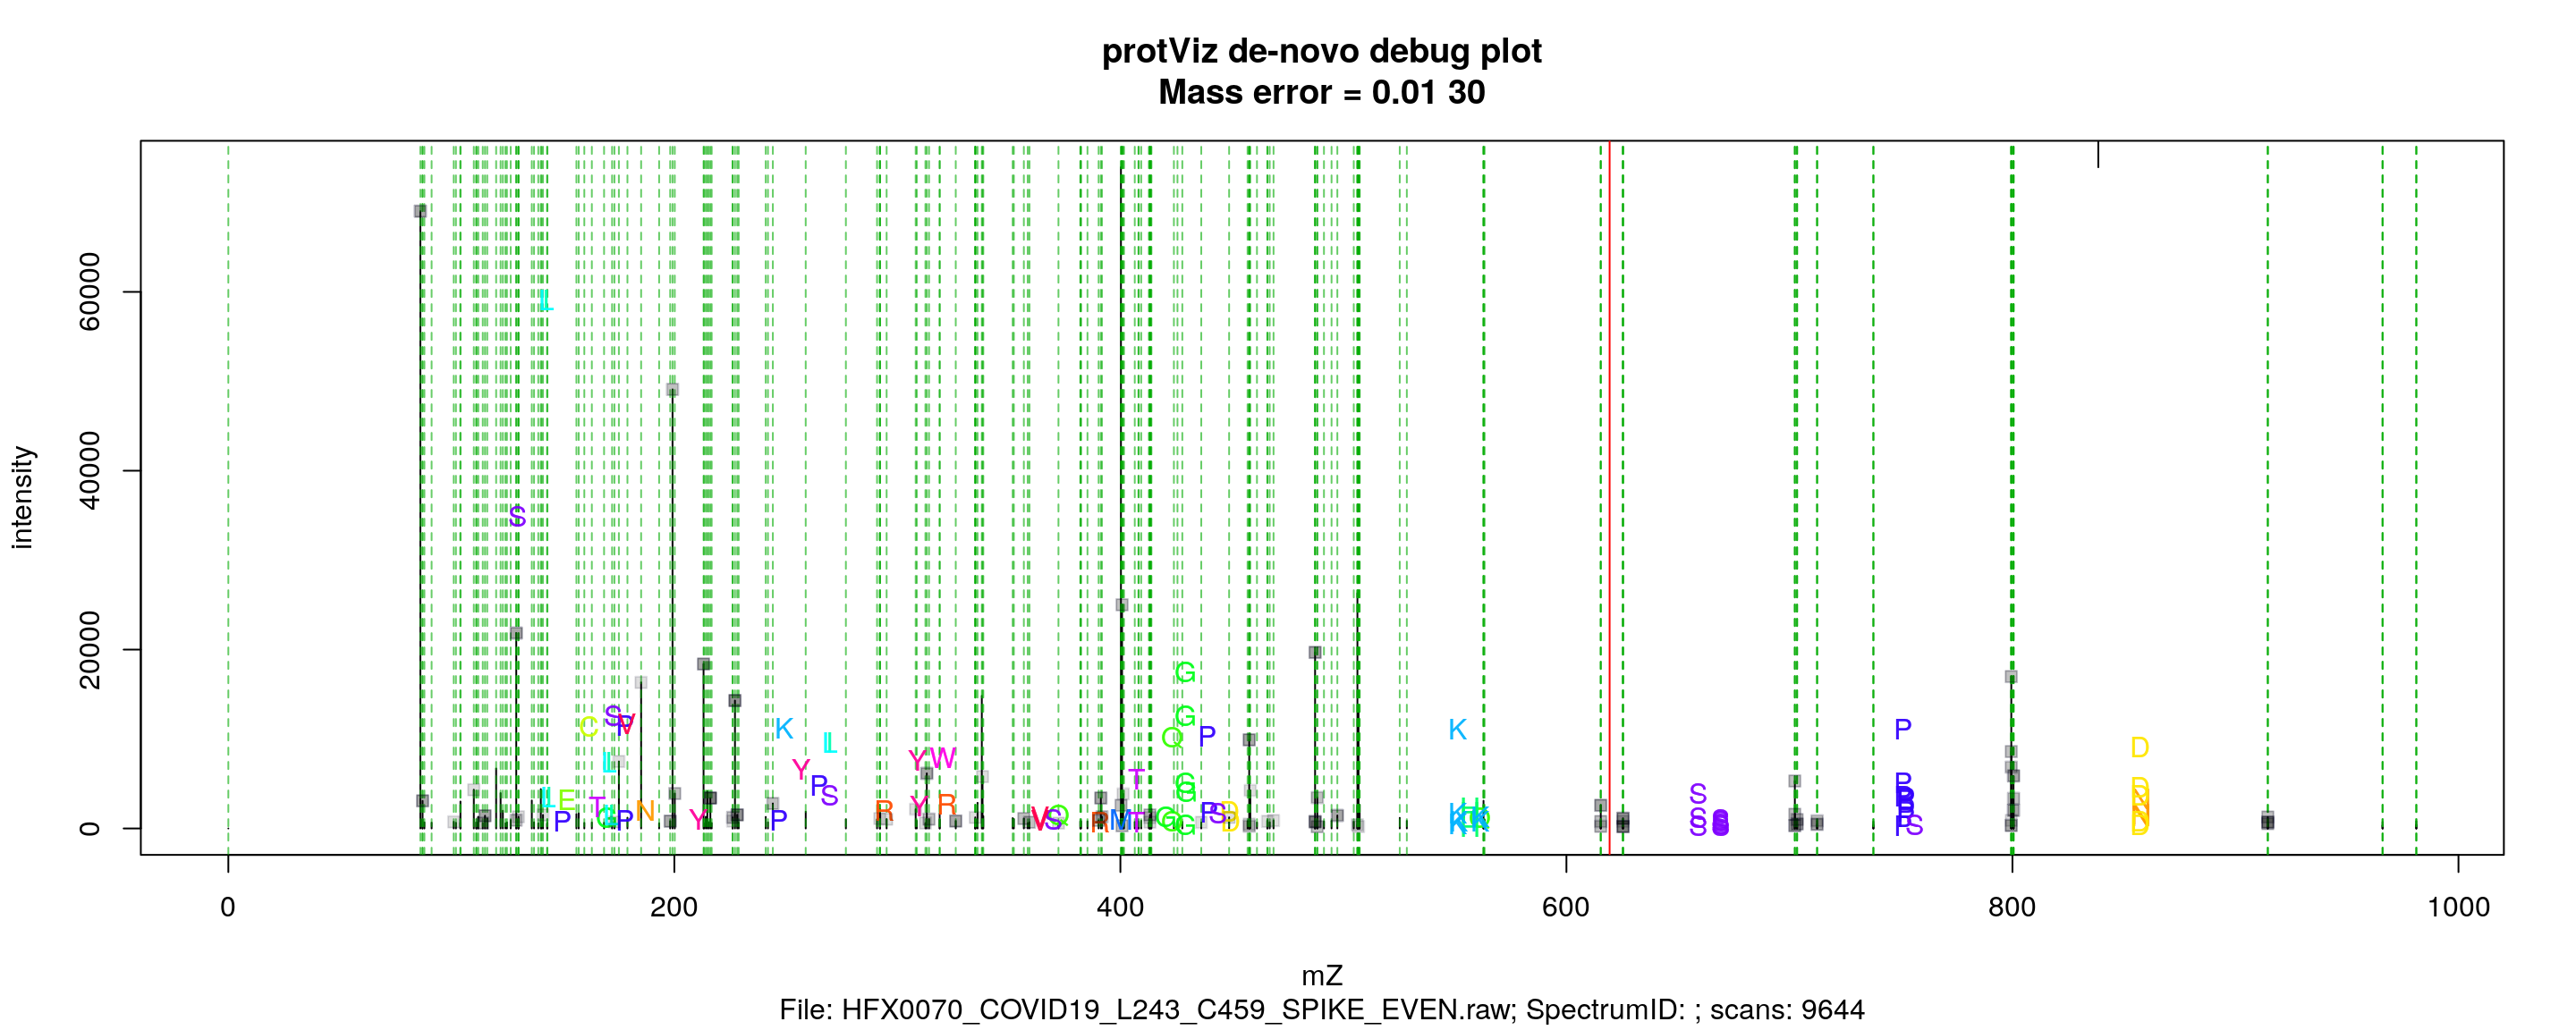 protViz de-novo debug plot
Mass error = 0.01 30
intensity
60000
40000
20000
0
L
S
C S P V
L
L E T N
P P
K L
Y P S
P
Y W
Y R
R Y
V S Q
R M T
T
G
G
Q P
G
G
Q G G P S D
D
K
K K
K K
H
S
S
S S
P
P
P
P
P S
D
D
D
D
0 200 400 600 800 1000
mZ
File: HFX0070_COVID19_L243_C459_SPIKE_EVEN.raw; SpectrumID: ; scans: 9644